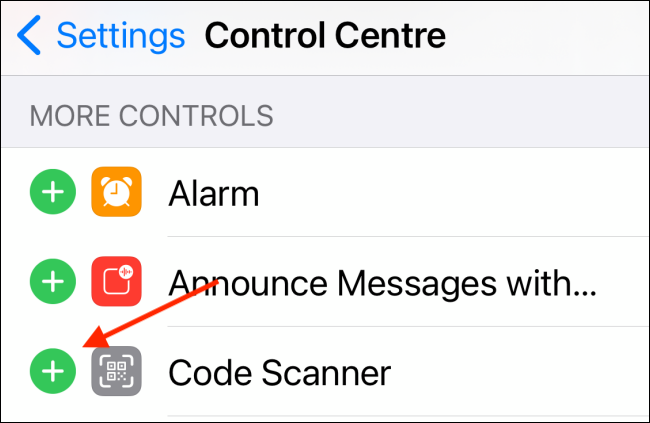 Settings Control Centre
MORE CONTROLS
Alarm
Announce Messages with...
Code Scanner